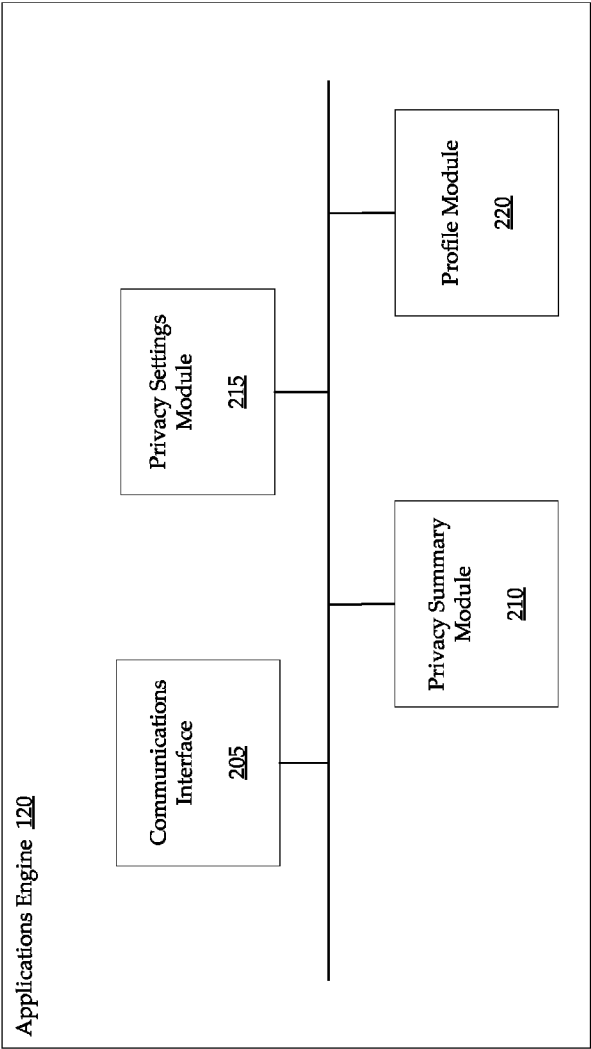 Applications Engine 120
Communications
Interface
205
Privacy Settings
Module
215
Privacy Summary
Module
210
Profile Module
220